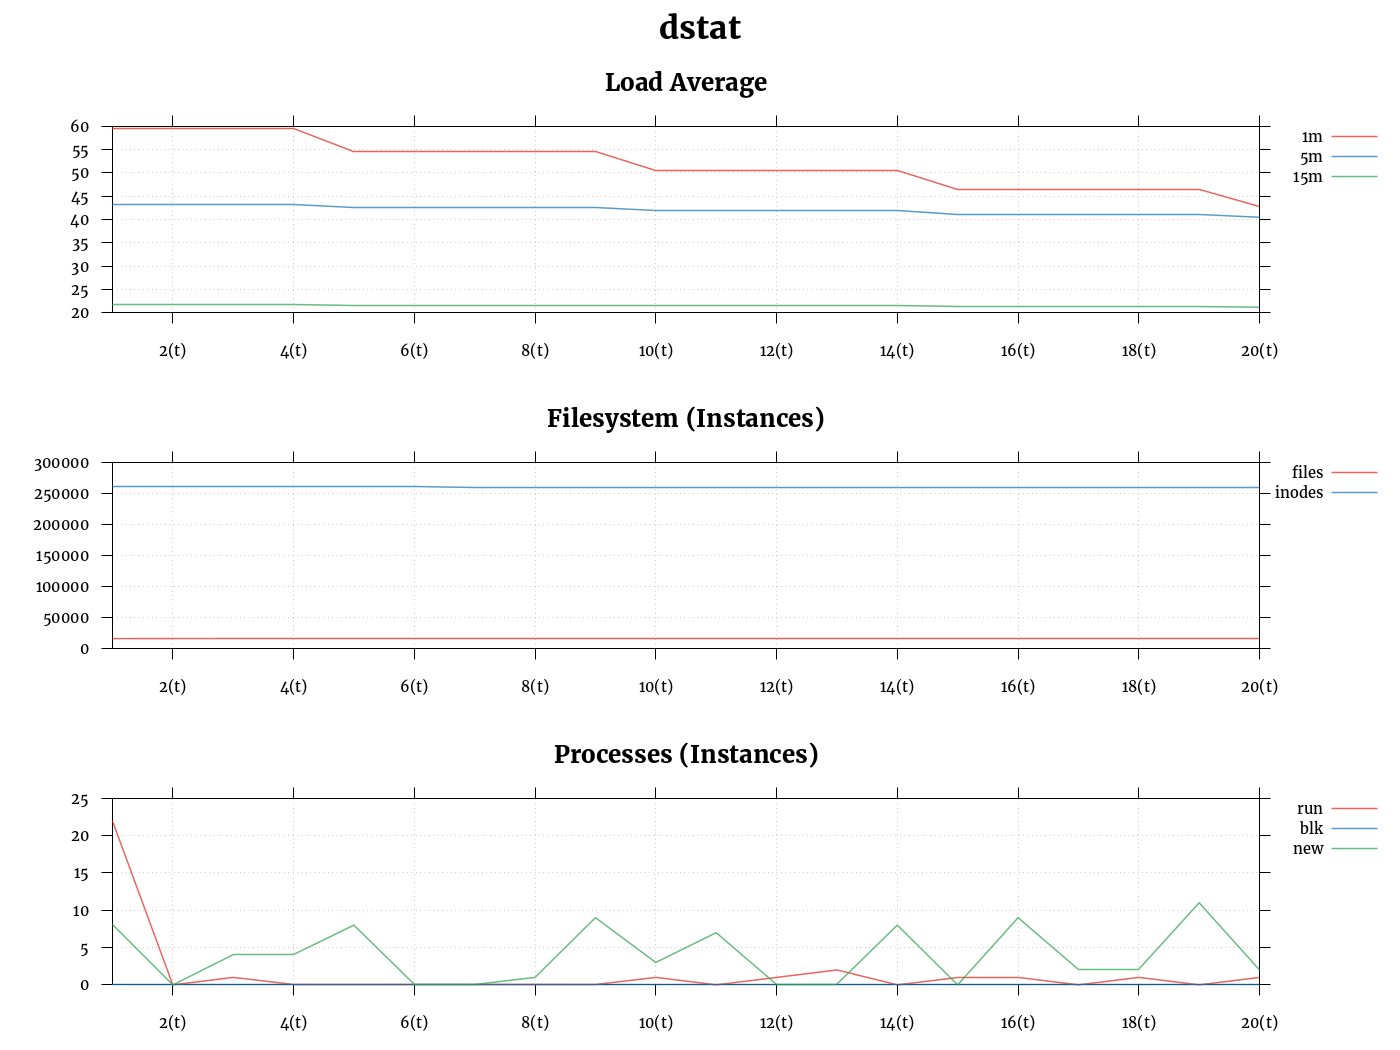 dstat
Load Average
60
55
50
45
40
35
30
25
20
2(t) 4(t) 6(t) 8(t) 10(t) 12(t) 14(t) 16(t) 18(t) 20(t)
1m
5m
15m
Filesystem (Instances)
300000
250000
200000
150000
100000
50000
0
2(t) 4(t) 6(t) 8(t) 10(t) 12(t) 14(t) 16(t) 18(t) 20(t)
files
inodes
Processes (Instances)
25
20
15
10
5
0
2(t) 4(t) 6(t) 8(t) 10(t) 12(t) 14(t) 16(t) 18(t) 20(t)
run
blk
new